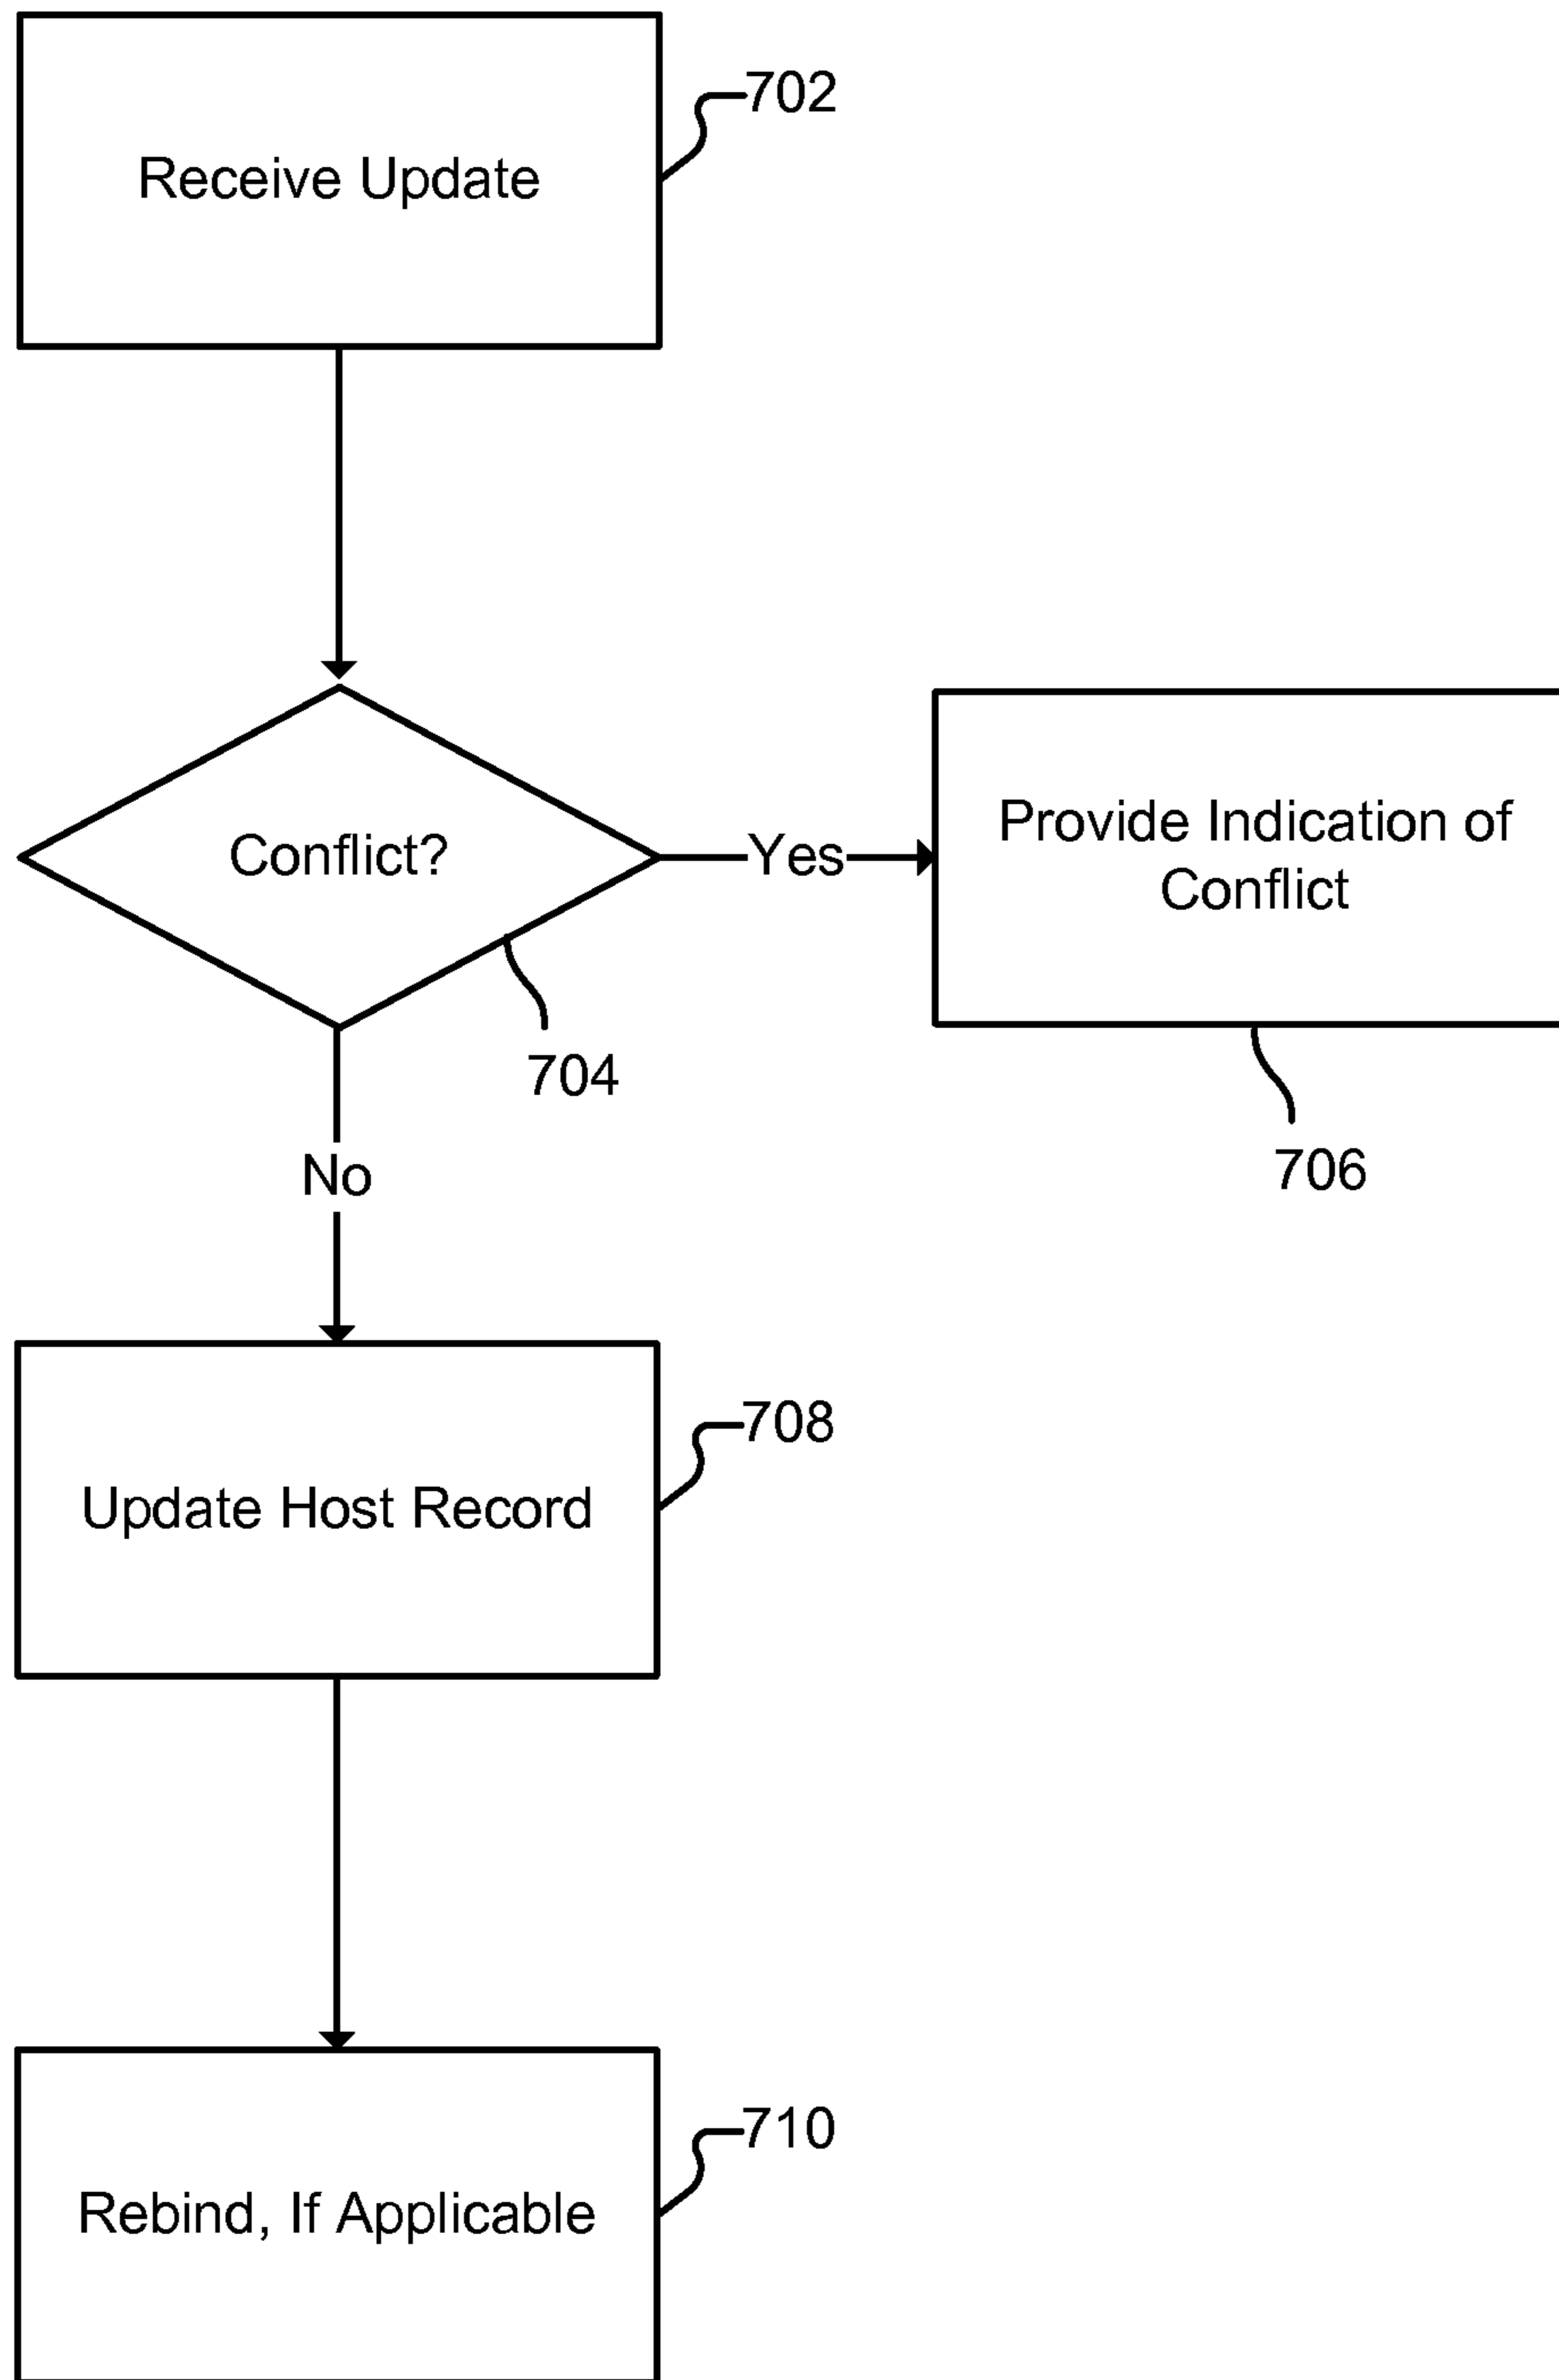 702
Receive Update
Conflict?
Yes
Provide Indication of
Conflict
704
706
No
708
Update Host Record
710
Rebind, If Applicable